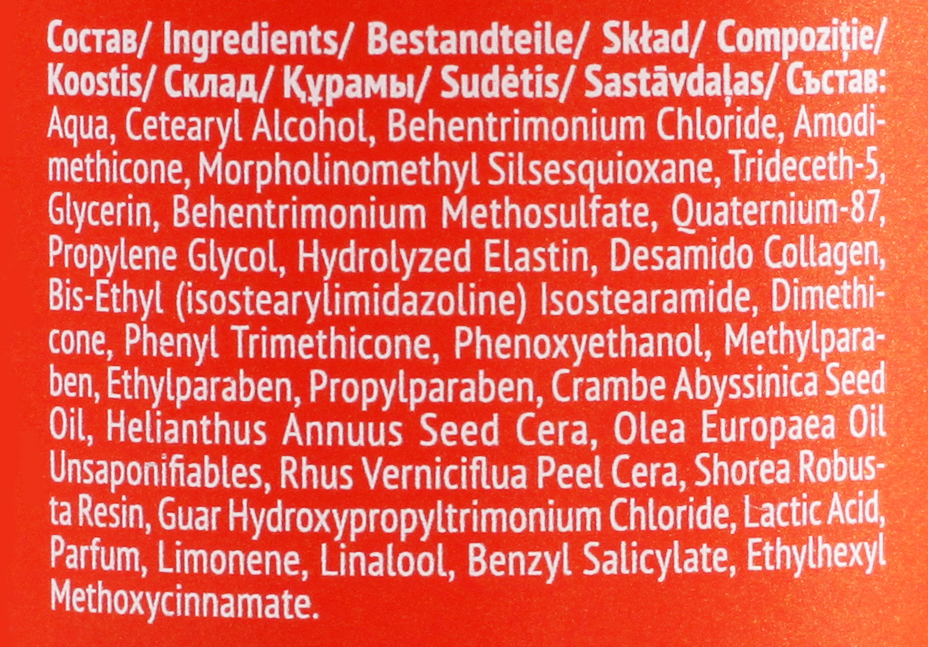 Состав/ Ingredients/ Bestandteile/ Skład/ Compoziție/
Koostis/ Склад/ Құрамы/ Sudėtis/ Sastāvdaļas/ Състав:
Aqua, Cetearyl Alcohol, Behentrimonium Chloride, Amodi-
methicone, Morpholinomethyl Silsesquioxane, Trideceth-5,
Glycerin, Behentrimonium Methosulfate, Quaternium-87,
Propylene Glycol, Hydrolyzed Elastin, Desamido Collagen,
Bis-Ethyl (isostearylimidazoline) Isostearamide, Dimethi-
cone, Phenyl Trimethicone, Phenoxyethanol, Methylpara-
ben, Ethylparaben, Propylparaben, Crambe Abyssinica Seed
Oil, Helianthus Annuus Seed Cera, Olea Europaea Oil
Unsaponifiables, Rhus Verniciflua Peel Cera, Shorea Robus-
ta Resin, Guar Hydroxypropyltrimonium Chloride, Lactic Acid,
Parfum, Limonene, Linalool, Benzyl Salicylate, Ethylhexyl
Methoxycinnamate.